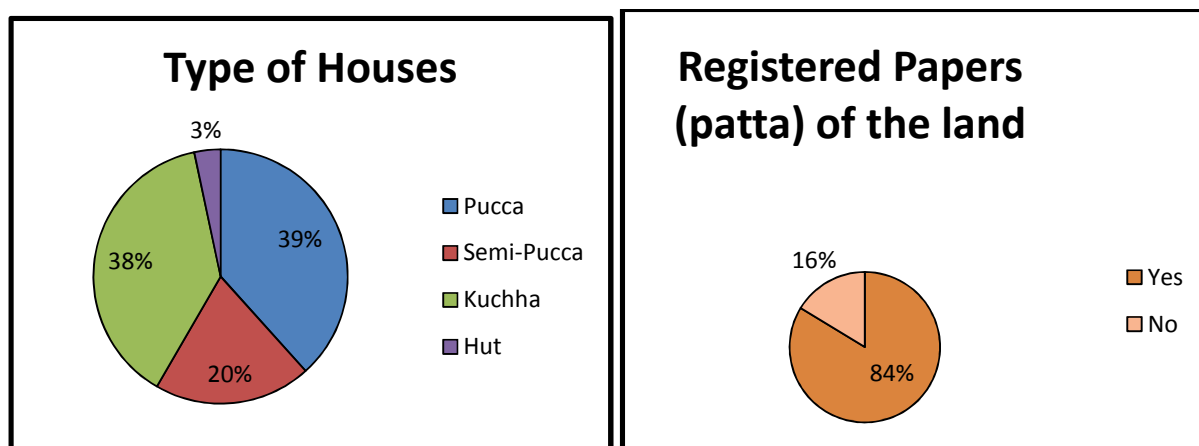 Type of Houses
3%
39%
38%
20%
Pucca
Semi-Pucca
Kuchha
Hut
Registered Papers
(patta) of the land
16%
84%
Yes
No